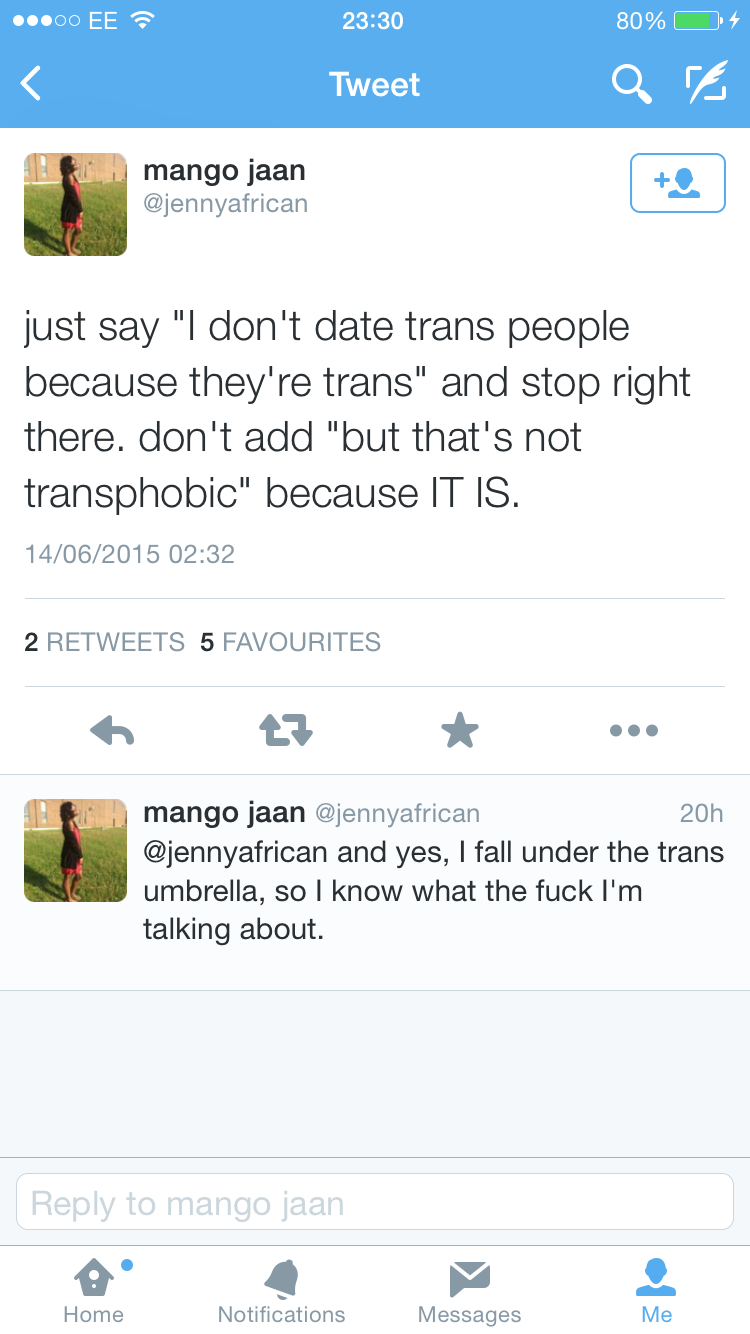 EE 23:30 80%
Tweet
mango jaan
@jennyafrican
just say "I don't date trans people
because they're trans" and stop right
there. don't add "but that's not
transphobic" because IT IS.
14/06/2015 02:32
2 RETWEETS 5 FAVOURITES
mango jaan @jennyafrican 20h
@jennyafrican and yes, I fall under the trans
umbrella, so I know what the fuck I'm
talking about.
Reply to mango jaan
Home Notifications Messages Me